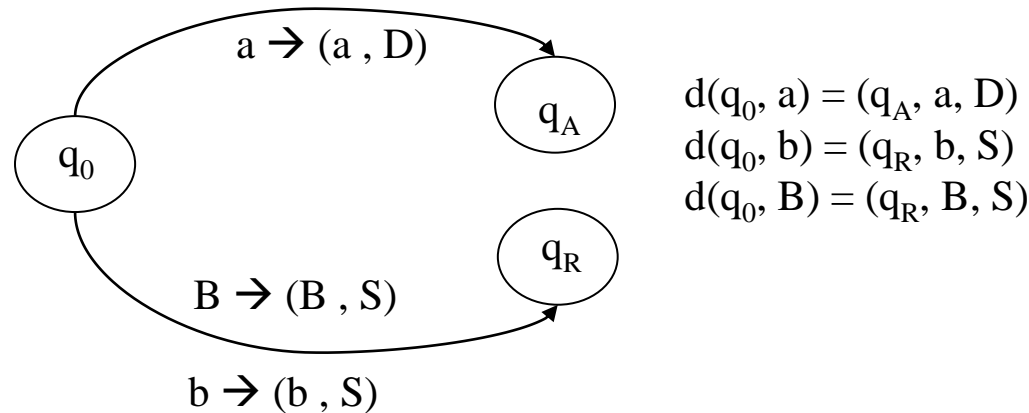 a → (a , D)
q_A
q_0
q_R
B → (B , S)
b → (b , S)
d(q_0, a) = (q_A, a, D)
d(q_0, b) = (q_R, b, S)
d(q_0, B) = (q_R, B, S)